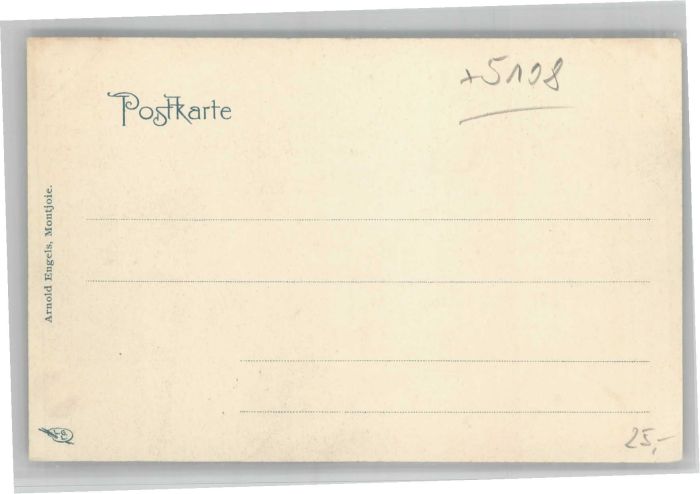 +5108
Postkarte
Arnold Engels, Montjoie.
25,-